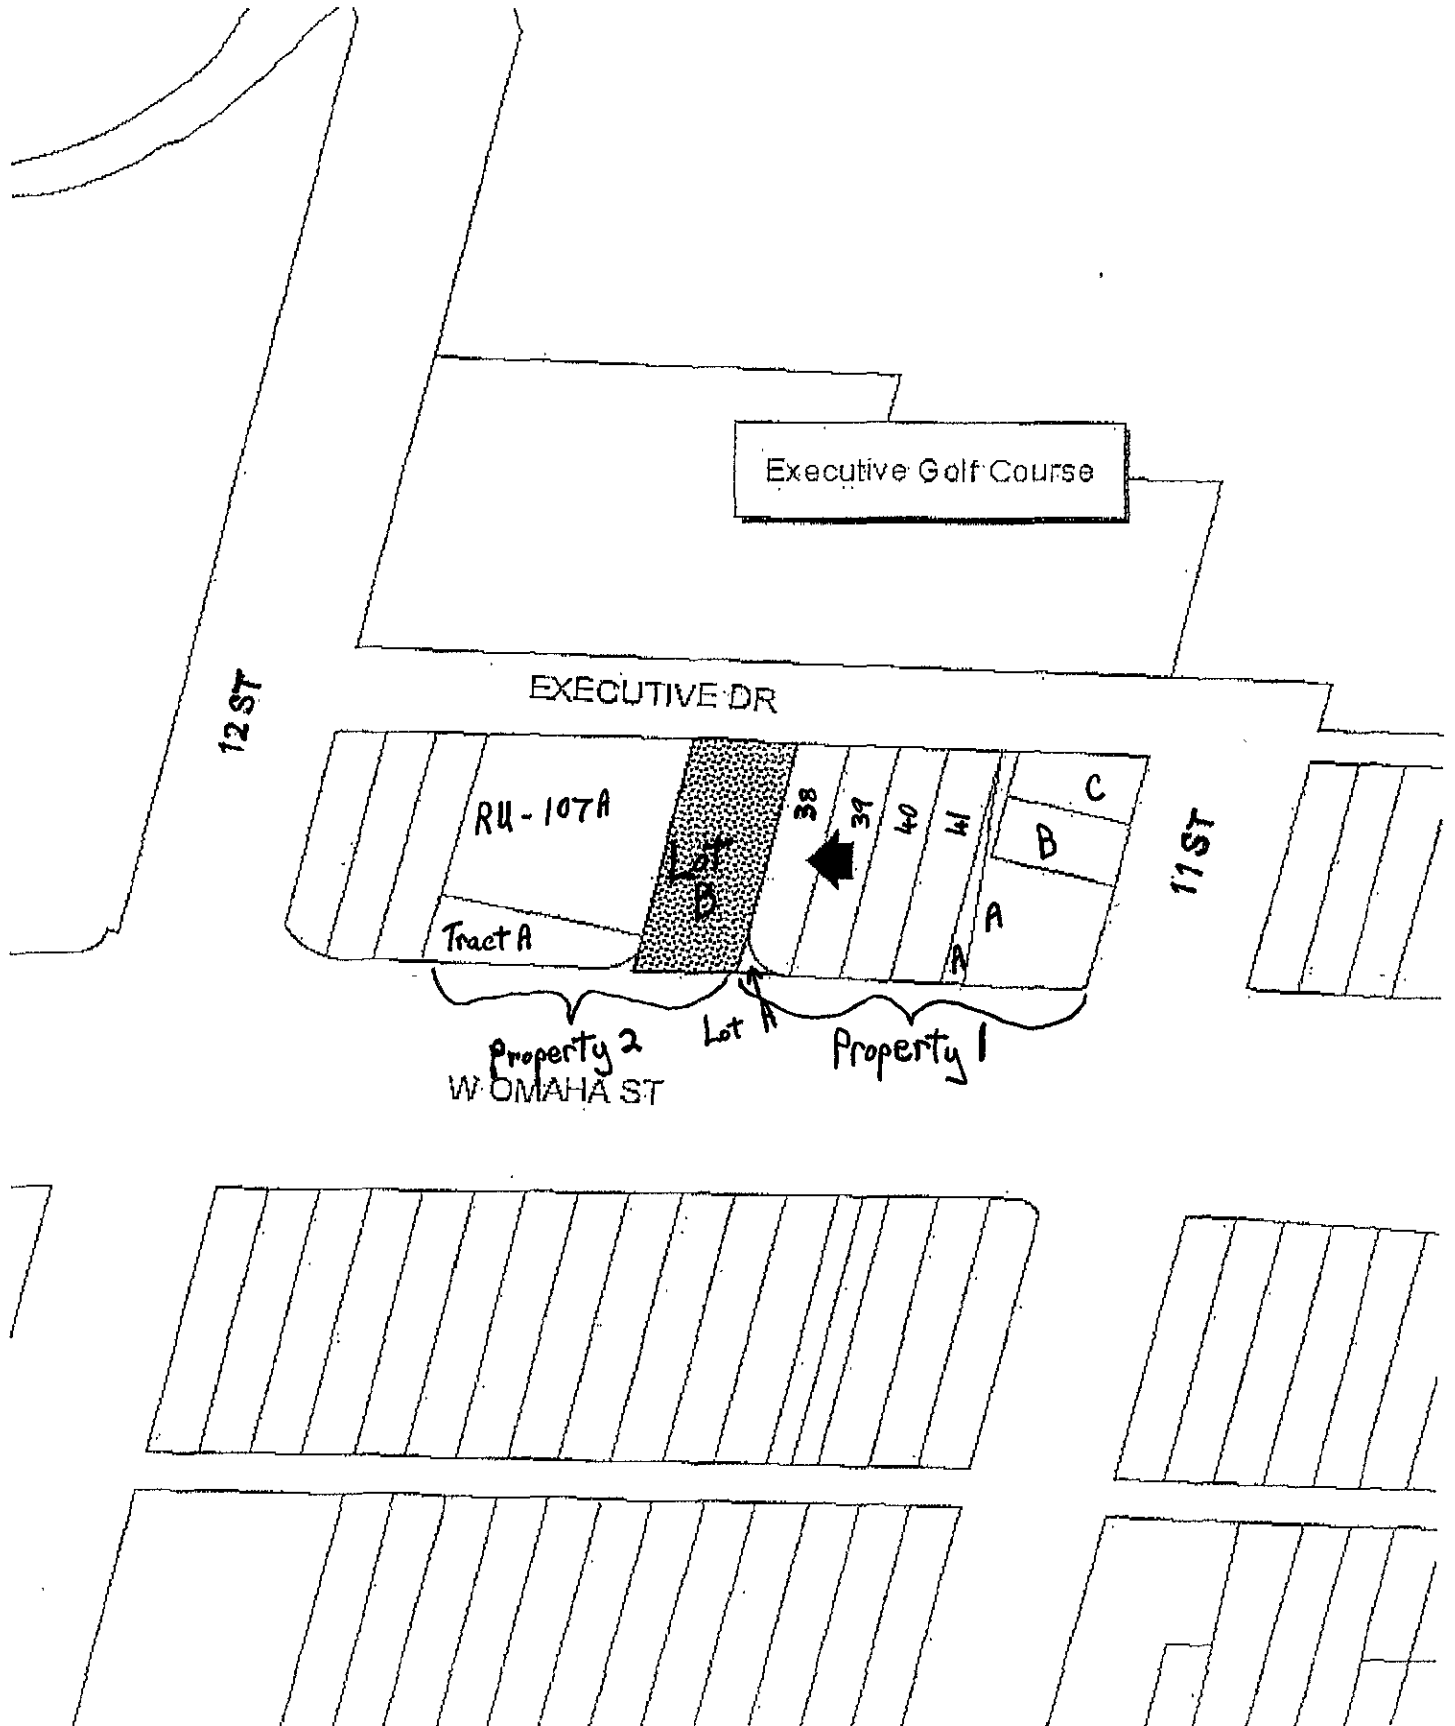 Executive Golf Course
EXECUTIVE DR
12 ST
RU-107A
Lot
B
38
39
40
41
C
B
A
A
11 ST
Tract A
Lot A
Property 2
Property 1
W OMAHA ST